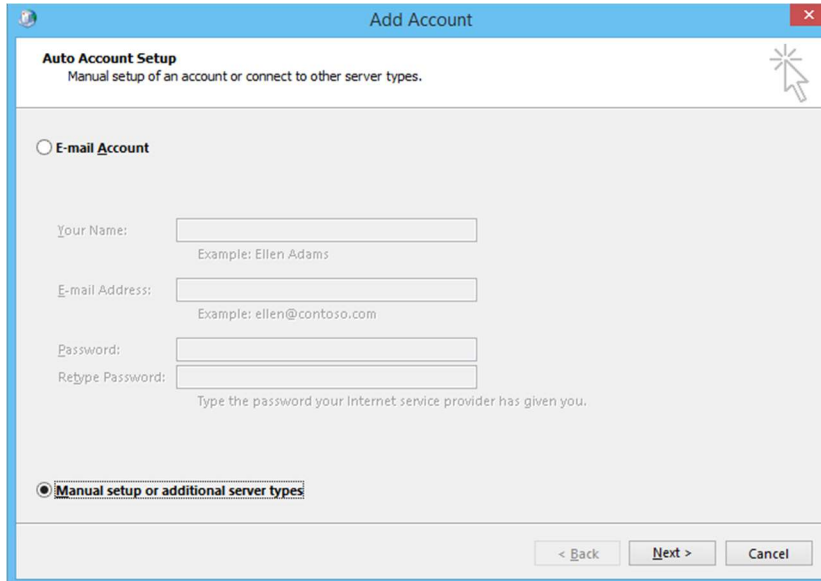 Add Account
Auto Account Setup
Manual setup of an account or connect to other server types.
E-mail Account
Your Name:
Example: Ellen Adams
E-mail Address:
Example: ellen@contoso.com
Password:
Retype Password:
Type the password your Internet service provider has given you.
Manual setup or additional server types
< Back Next > Cancel